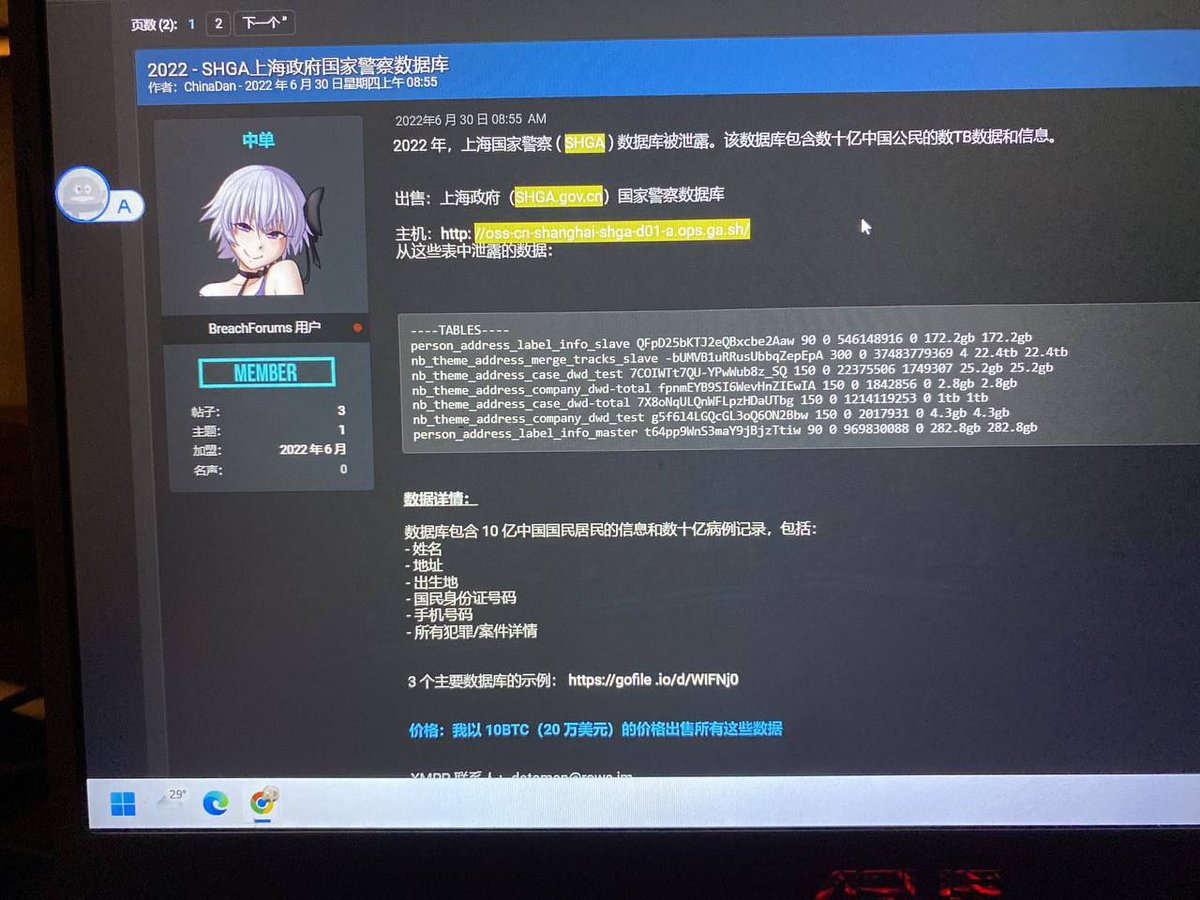 页数 (2): 1 2 下一个 "
2022 - SHGA上海政府国家警察数据库
作者：ChinaDan - 2022 年 6 月 30 日星期四上午 08:55
中单
BreachForums 用户
MEMBER
帖子： 3
主题： 1
加盟： 2022 年 6 月
名声： 0
A
2022年6 月 30 日 08:55 AM
2022 年，上海国家警察 ( SHGA ) 数据库被泄露。该数据库包含数十亿中国公民的数TB数据和信息。
出售：上海政府（SHGA.gov.cn）国家警察数据库
主机：http: //oss-cn-shanghai-shga-d01-a.ops.ga.sh/
从这些表中泄露的数据：
----TABLES----
person_address_label_info_slave QFpD25bKTJ2eQBxcbe2Aaw 90 0 546148916 0 172.2gb 172.2gb
nb_theme_address_merge_tracks_slave -bUMVB1uRRusUbbqZepEpA 300 0 37483779369 4 22.4tb 22.4tb
nb_theme_address_case_dwd_test 7COIWTt7QU-YPwWub8z_SQ 150 0 22375506 1749307 25.2gb 25.2gb
nb_theme_address_company_dwd-total fpnmEYB9SI6WevHnZIEwIA 150 0 1842856 0 2.8gb 2.8gb
nb_theme_address_case_dwd-total 7X8oNqULQnWFLpzHDaUTbg 150 0 1214119253 0 1tb 1tb
nb_theme_address_company_dwd_test g5f6l4LGQcGL3oQ6ON2Bbw 150 0 2017931 0 4.3gb 4.3gb
person_address_label_info_master t64pp9WnS3maY9jBjzTtiw 90 0 969830088 0 282.8gb 282.8gb
数据详情：
数据库包含 10 亿中国国民居民的信息和数十亿病例记录，包括：
- 姓名
- 地址
- 出生地
- 国民身份证号码
- 手机号码
- 所有犯罪/案件详情
3 个主要数据库的示例： https://gofile .io/d/WlFNj0
价格：我以 10BTC（20 万美元）的价格出售所有这些数据
XMPP 联系人：
29°